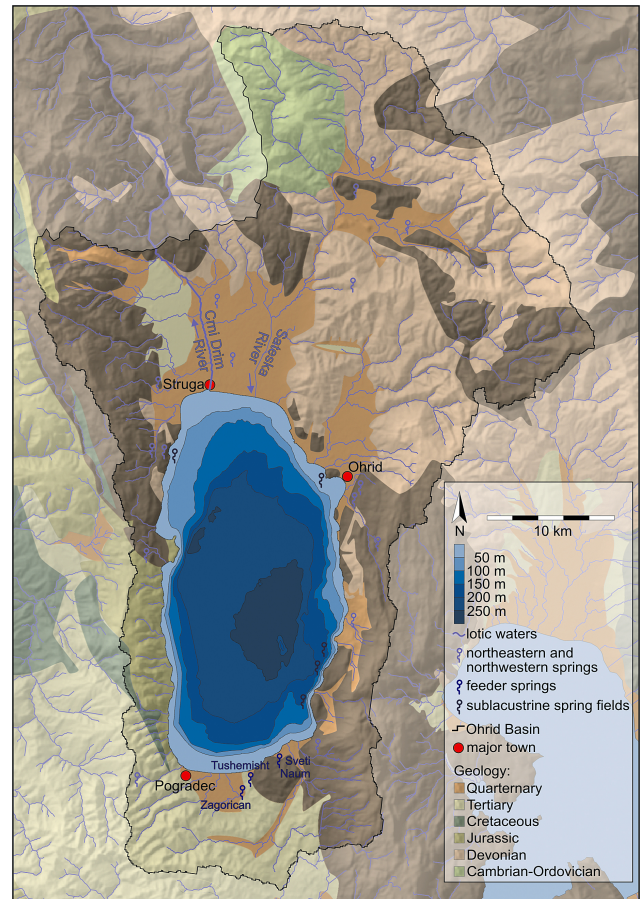 Crni Drim
River
Sateska
River
Struga
Ohrid
Tushemisht
Sveti
Naum
Pogradec
Zagorican
N
10 km
50 m
100 m
150 m
200 m
250 m
lotic waters
northeastern and
northwestern springs
feeder springs
sublacustrine spring fields
Ohrid Basin
major town
Geology:
Quarternary
Tertiary
Cretaceous
Jurassic
Devonian
Cambrian-Ordovician